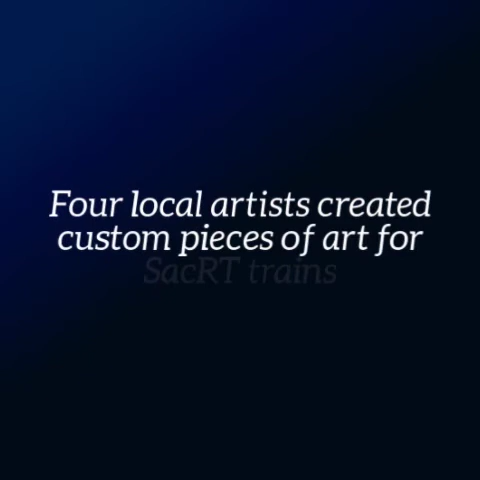 Four local artists created
custom pieces of art for
SacRT trains